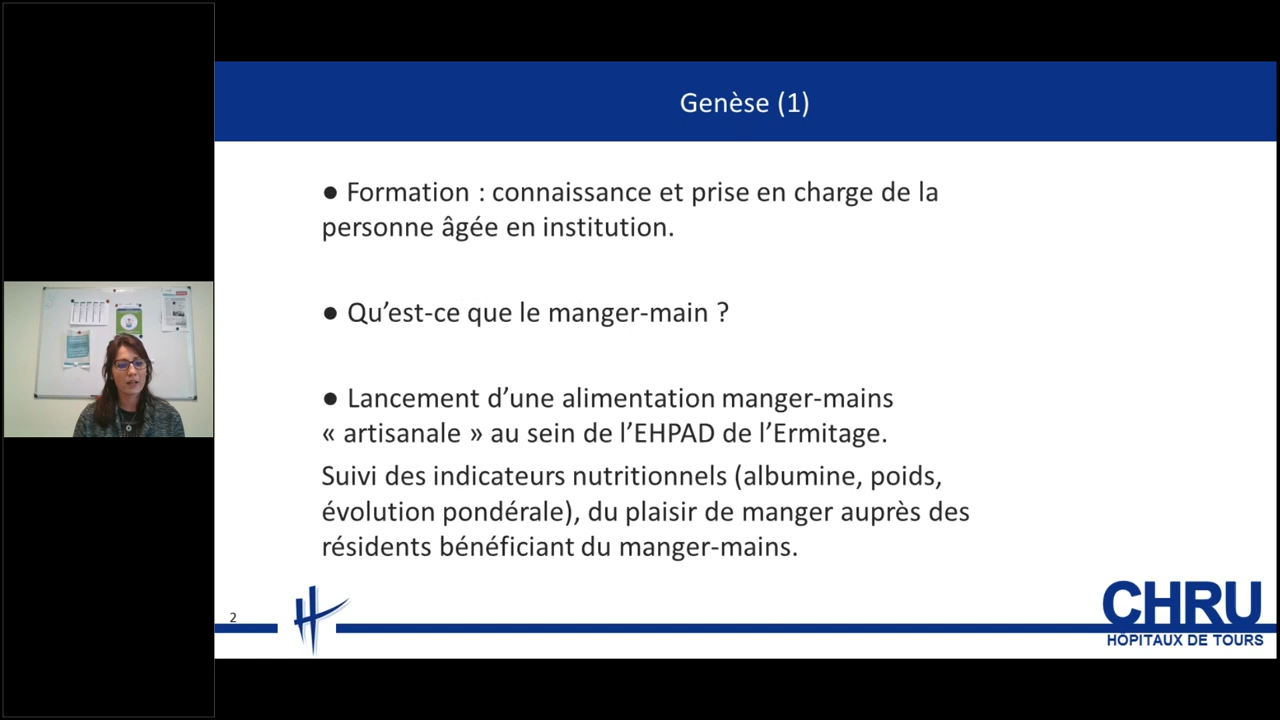 Genèse (1)
● Formation : connaissance et prise en charge de la
personne âgée en institution.
● Qu’est-ce que le manger-main ?
● Lancement d’une alimentation manger-mains
« artisanale » au sein de l’EHPAD de l’Ermitage.
Suivi des indicateurs nutritionnels (albumine, poids,
évolution pondérale), du plaisir de manger auprès des
résidents bénéficiant du manger-mains.
2
CHRU
HÔPITAUX DE TOURS